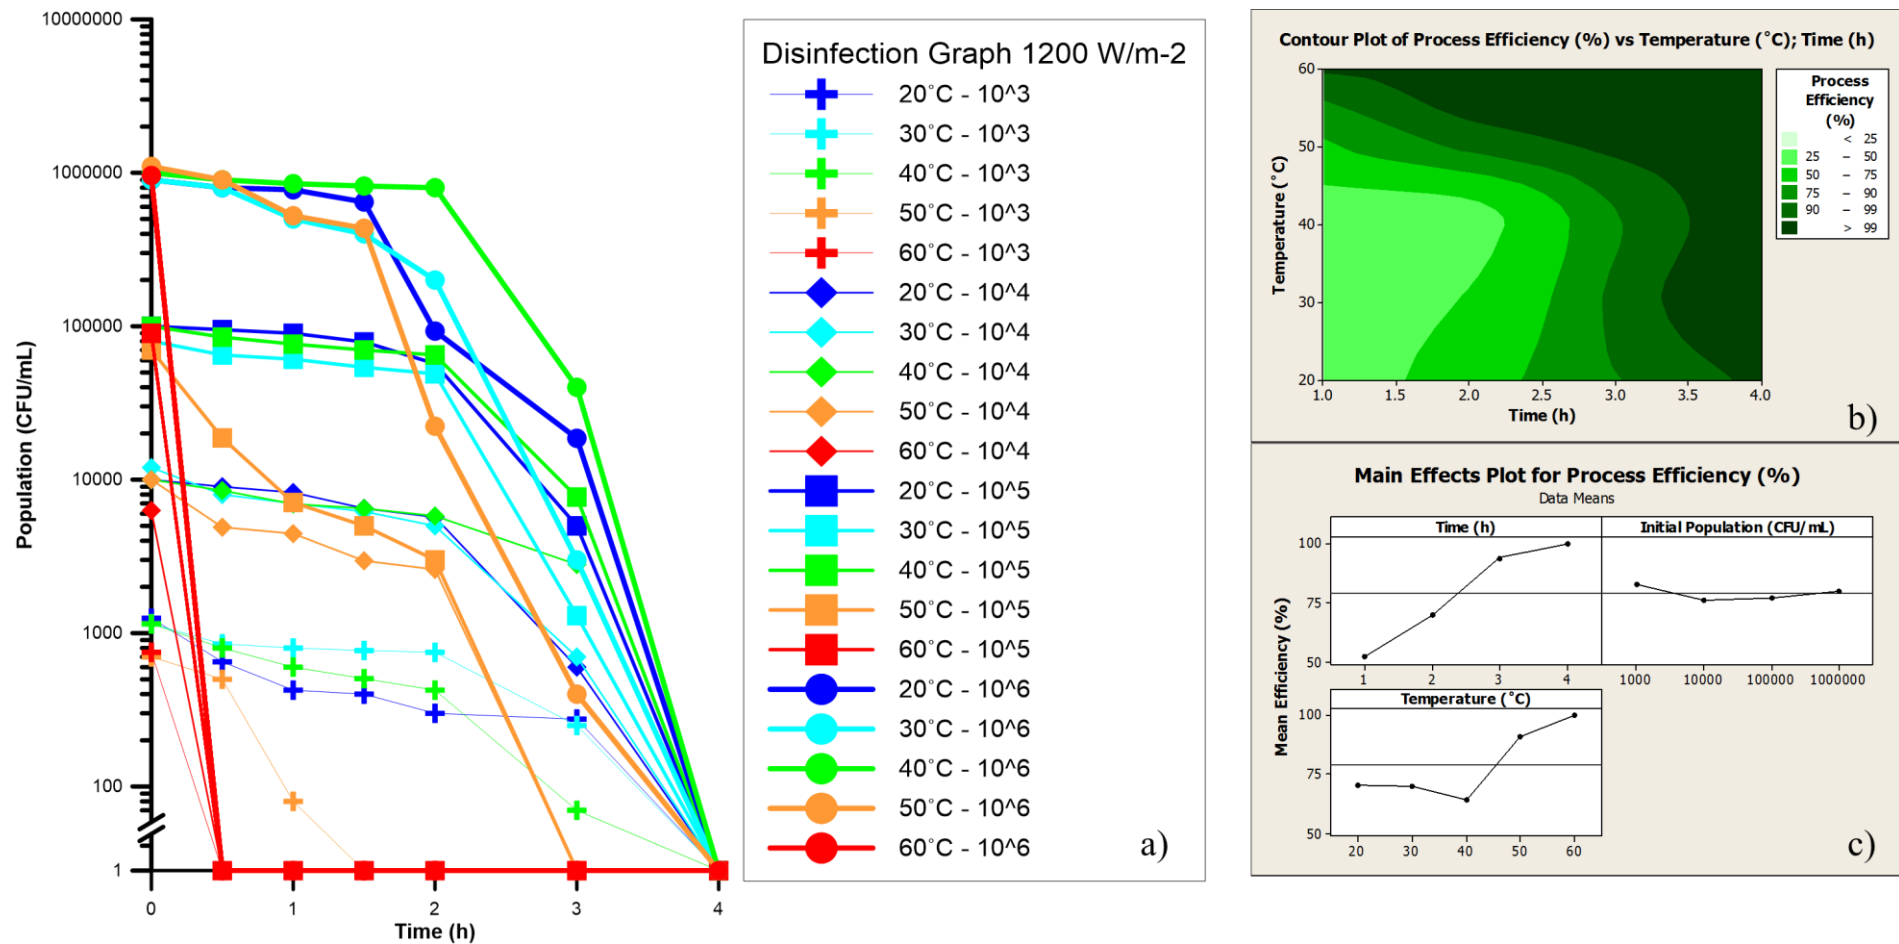 10000000
1000000
100000
10000
1000
100
1
Population (CFU/mL)
0 1 2 3 4
Time (h)
Disinfection Graph 1200 W/m-2
20°C - 10^3
30°C - 10^3
40°C - 10^3
50°C - 10^3
60°C - 10^3
20°C - 10^4
30°C - 10^4
40°C - 10^4
50°C - 10^4
60°C - 10^4
20°C - 10^5
30°C - 10^5
40°C - 10^5
50°C - 10^5
60°C - 10^5
20°C - 10^6
30°C - 10^6
40°C - 10^6
50°C - 10^6
60°C - 10^6
a)
Contour Plot of Process Efficiency (%) vs Temperature (°C); Time (h)
60
50
40
30
20
Temperature (°C)
1.0 1.5 2.0 2.5 3.0 3.5 4.0
Time (h)
Process
Efficiency
(%)
< 25
25 – 50
50 – 75
75 – 90
90 – 99
> 99
b)
Main Effects Plot for Process Efficiency (%)
Data Means
Mean Efficiency (%)
Time (h)
100
75
50
1 2 3 4
Initial Population (CFU/ mL)
1000 10000 100000 1000000
Temperature (°C)
100
75
50
20 30 40 50 60
c)